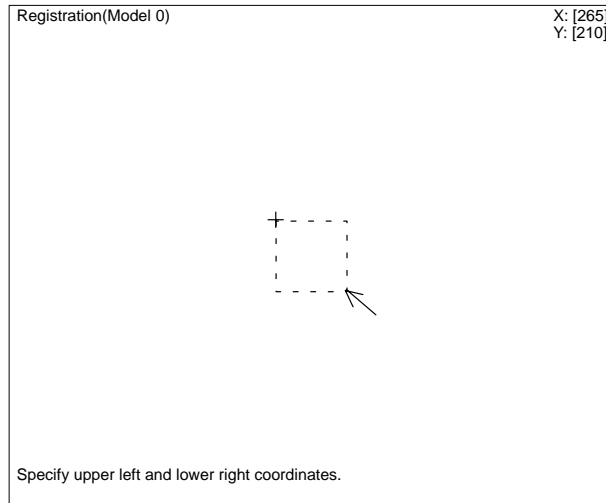 Registration(Model 0)
X: [265]
Y: [210]
Specify upper left and lower right coordinates.